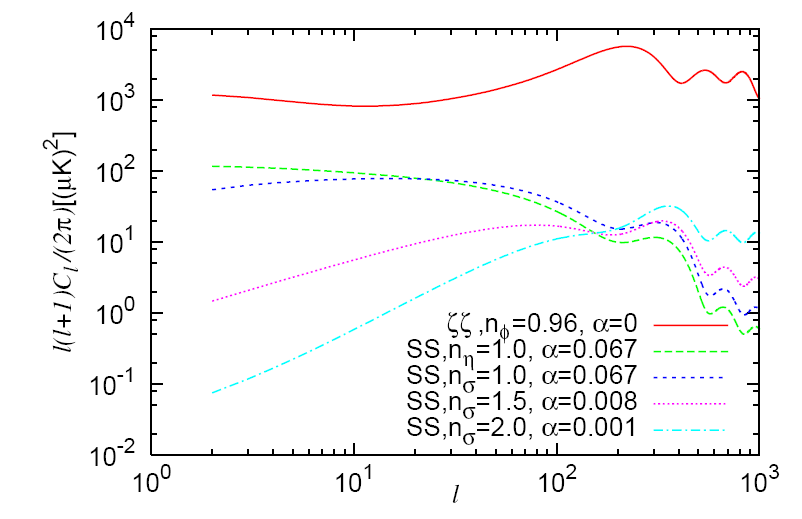 10^4
10^3
10^2
10^1
10^0
10^-1
10^-2
l(l+1)C_l/(2π)[(μK)^2]
ζζ ,n_ϕ=0.96, α=0
SS,n_η=1.0, α=0.067
SS,n_σ=1.0, α=0.067
SS,n_σ=1.5, α=0.008
SS,n_σ=2.0, α=0.001
10^0 10^1 10^2 10^3
l